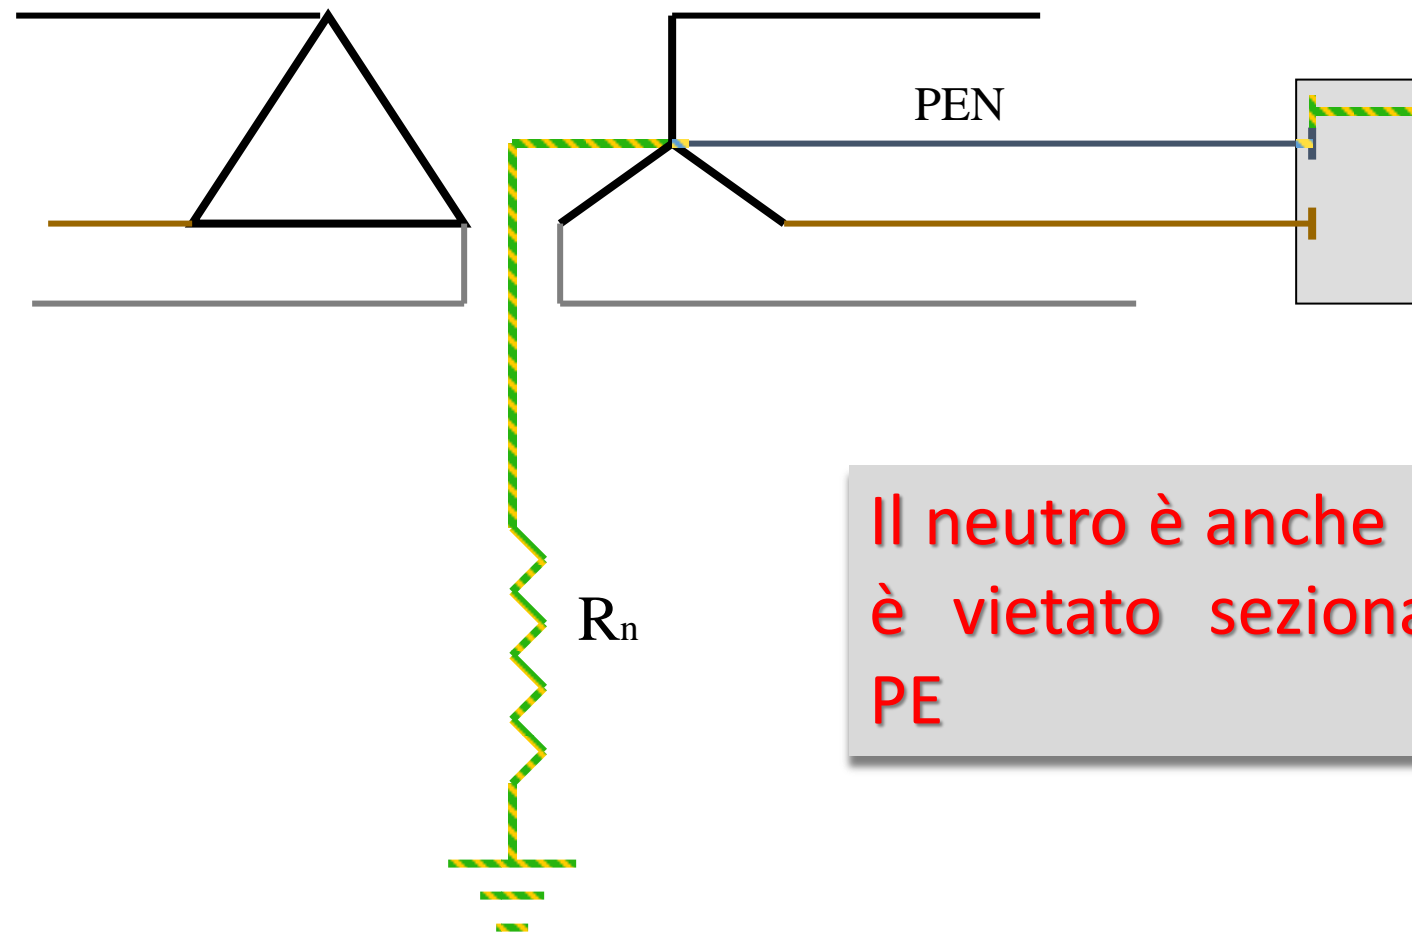 PEN
Rn
Il neutro è anche
è vietato seziona
PE